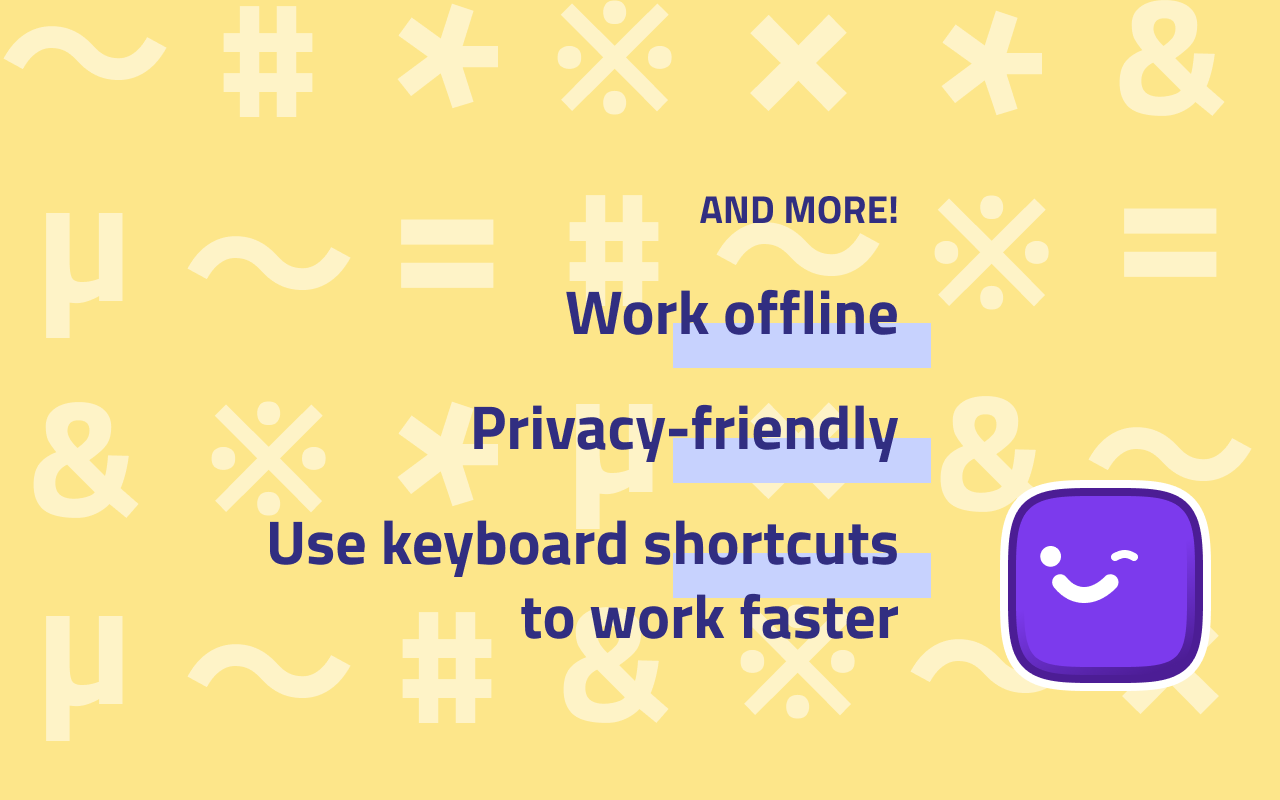 AND MORE!
Work offline
Privacy-friendly
Use keyboard shortcuts
to work faster